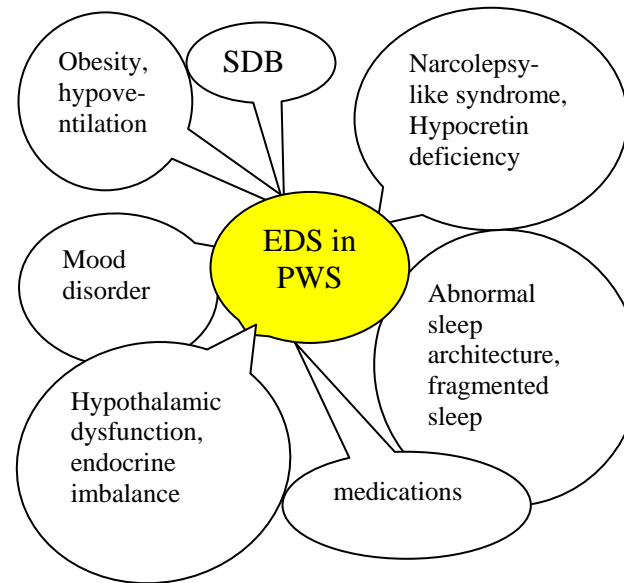 Obesity,
hypove-
ntilation
SDB
Narcolepsy-
like syndrome,
Hypocretin
deficiency
EDS in
PWS
Mood
disorder
Abnormal
sleep
architecture,
fragmented
sleep
Hypothalamic
dysfunction,
endocrine
imbalance
medications